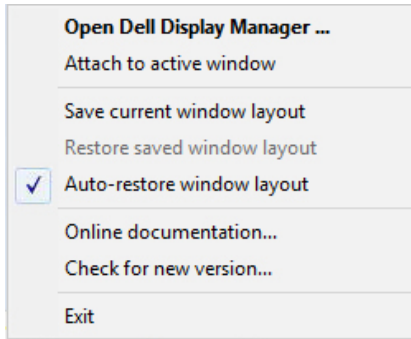 Open Dell Display Manager ...
Attach to active window
Save current window layout
Restore saved window layout
Auto-restore window layout
Online documentation...
Check for new version...
Exit